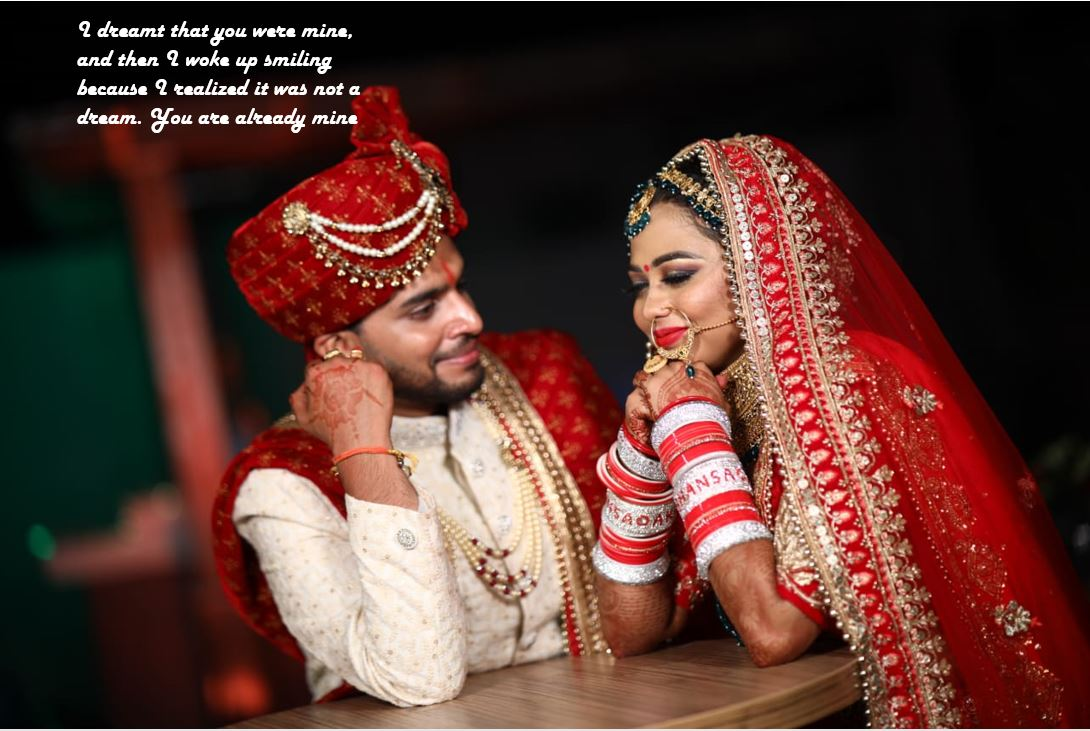 I dreamt that you were mine,
and then I woke up smiling
because I realized it was not a
dream. You are already mine